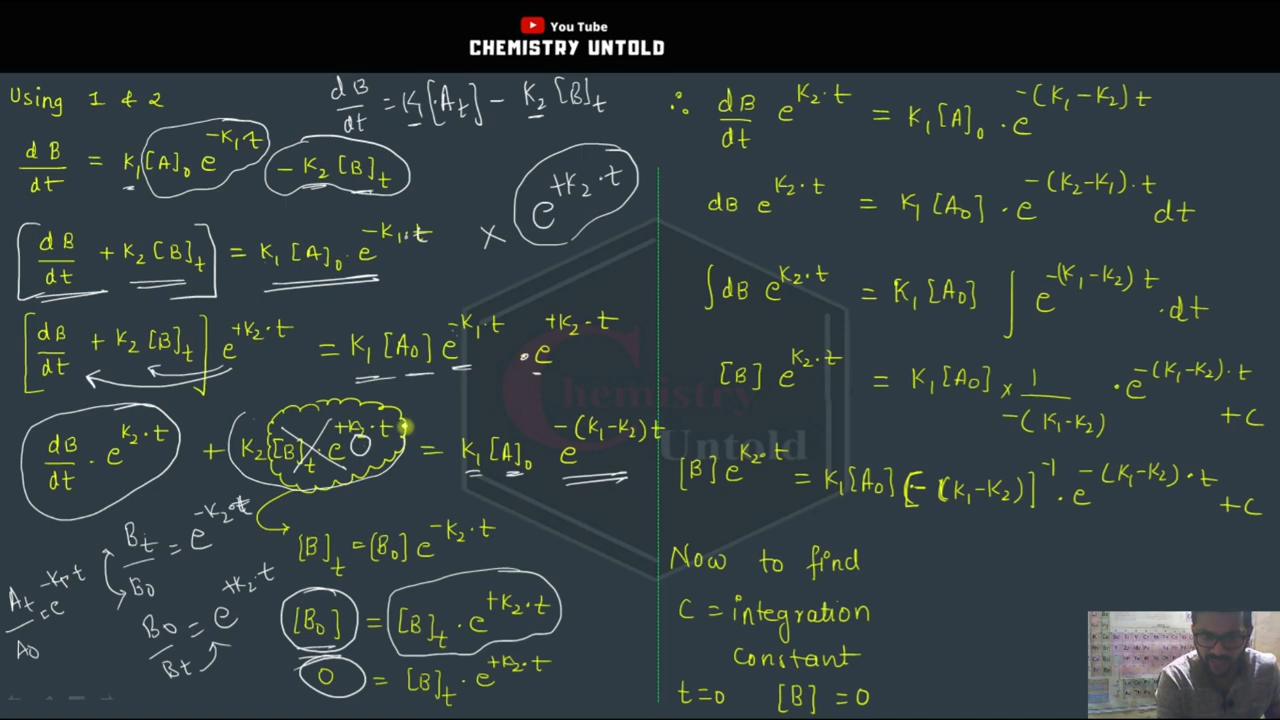 You Tube
CHEMISTRY UNTOLD
Using 1 & 2
dB/dt = K₁[Aₜ] - K₂[B]ₜ
dB/dt = K₁[A]₀ e^(-K₁t) - K₂[B]ₜ
× e^(+K₂·t)
[dB/dt + K₂[B]ₜ] = K₁[A]₀·e^(-K₁·t)
[dB/dt + K₂[B]ₜ] e^(+K₂·t) = K₁[A₀] e^(-K₁·t) · e^(+K₂·t)
dB/dt · e^(K₂·t) + K₂[B]ₜ·e^(+K₂·t) 0 = K₁[A]₀ e^(-(K₁-K₂)t)
[B]ₜ = [B₀] e^(-K₂·t)
Bₜ/B₀ = e^(-K₂·t)
Aₜ/A₀ = e^(-K₁·t)
B₀/Bₜ = e^(+K₂·t)
[B₀] = [B]ₜ·e^(+K₂·t)
0 = [B]ₜ·e^(+K₂·t)
∴ dB/dt e^(K₂·t) = K₁[A]₀·e^(-(K₁-K₂)t)
dB e^(K₂·t) = K₁[A₀]·e^(-(K₂-K₁)·t) dt
∫dB e^(K₂·t) = K₁[A₀] ∫ e^(-(K₁-K₂)t)·dt
[B] e^(K₂·t) = K₁[A₀] × 1/-(K₁-K₂) · e^(-(K₁-K₂)·t) + C
[B] e^(K₂·t) = K₁[A₀] [-(K₁-K₂)]⁻¹ · e^(-(K₁-K₂)·t) + C
Now to find
C = integration
constant
t=0 [B] = 0
Chemistry
Untold